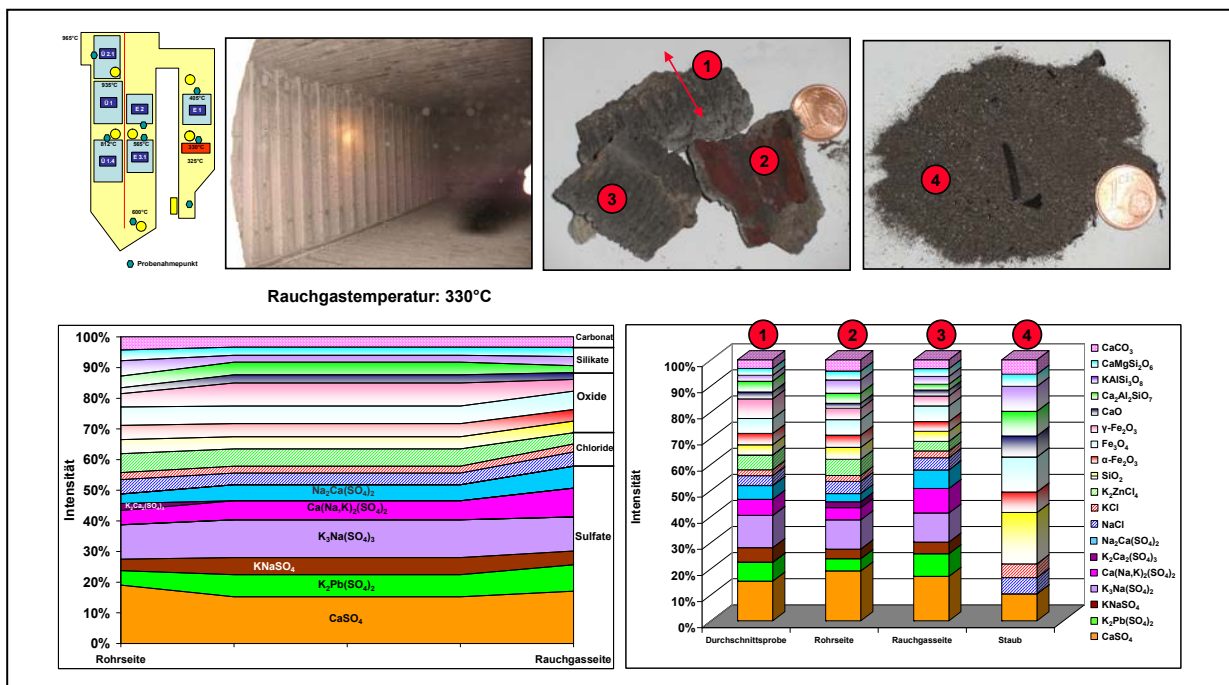 965°C
Ü 2.1
935°C
Ü 1
E 2
405°C
E 1
812°C
565°C
330°C
Ü 1.4
E 3.1
325°C
600°C
Probenahmepunkt
1
2
3
4
Rauchgastemperatur: 330°C
Intensität
100%
90%
80%
70%
60%
50%
40%
30%
20%
10%
0%
Rohrseite
Rauchgasseite
Carbonat
Silikate
Oxide
Chloride
Sulfate
Na₂Ca(SO₄)₂
K₂Ca₂(SO₄)₃
Ca(Na,K)₂(SO₄)₂
K₃Na(SO₄)₃
KNaSO₄
K₂Pb(SO₄)₂
CaSO₄
1
2
3
4
Intensität
100%
90%
80%
70%
60%
50%
40%
30%
20%
10%
0%
Durchschnittsprobe
Rohrseite
Rauchgasseite
Staub
CaCO₃
CaMgSi₂O₆
KAlSi₃O₈
Ca₂Al₂SiO₇
CaO
γ-Fe₂O₃
Fe₃O₄
α-Fe₂O₃
SiO₂
K₂ZnCl₄
KCl
NaCl
Na₂Ca(SO₄)₂
K₂Ca₂(SO₄)₃
Ca(Na,K)₂(SO₄)₂
K₃Na(SO₄)₂
KNaSO₄
K₂Pb(SO₄)₂
CaSO₄